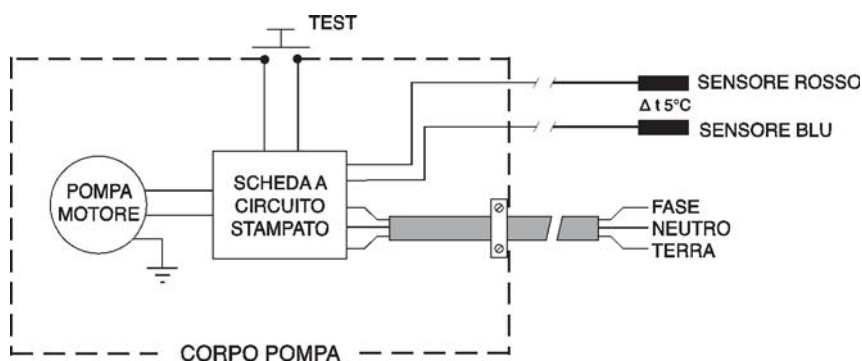 TEST
SENSORE ROSSO
Δ t 5°C
SENSORE BLU
POMPA
MOTORE
SCHEDA A
CIRCUITO
STAMPATO
FASE
NEUTRO
TERRA
CORPO POMPA